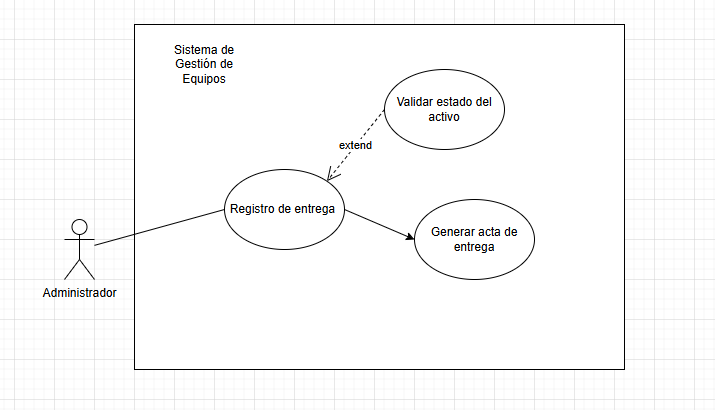 Sistema de
Gestión de
Equipos
Validar estado del
activo
extend
Registro de entrega
Generar acta de
entrega
Administrador